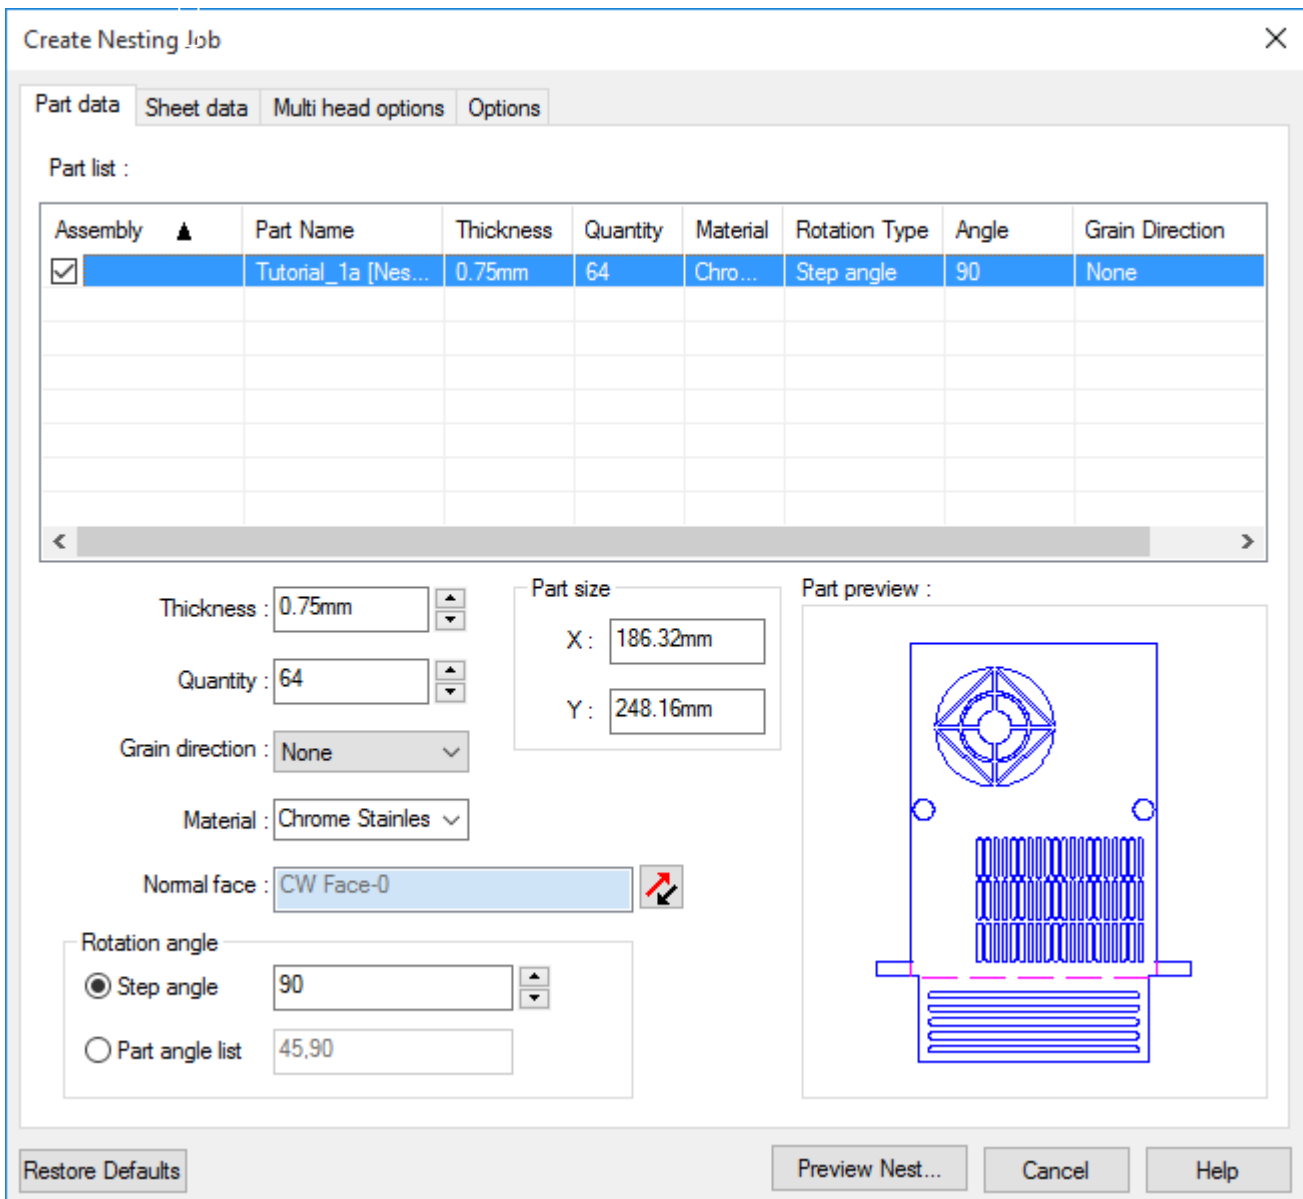 Create Nesting Job
Part data Sheet data Multi head options Options
Part list :
Assembly Part Name Thickness Quantity Material Rotation Type Angle Grain Direction
Tutorial_1a [Nes... 0.75mm 64 Chro... Step angle 90 None
Thickness : 0.75mm
Quantity : 64
Grain direction : None
Material : Chrome Stainles
Normal face : CW Face-0
Part size
X : 186.32mm
Y : 248.16mm
Part preview :
Rotation angle
Step angle 90
Part angle list 45,90
Restore Defaults Preview Nest... Cancel Help